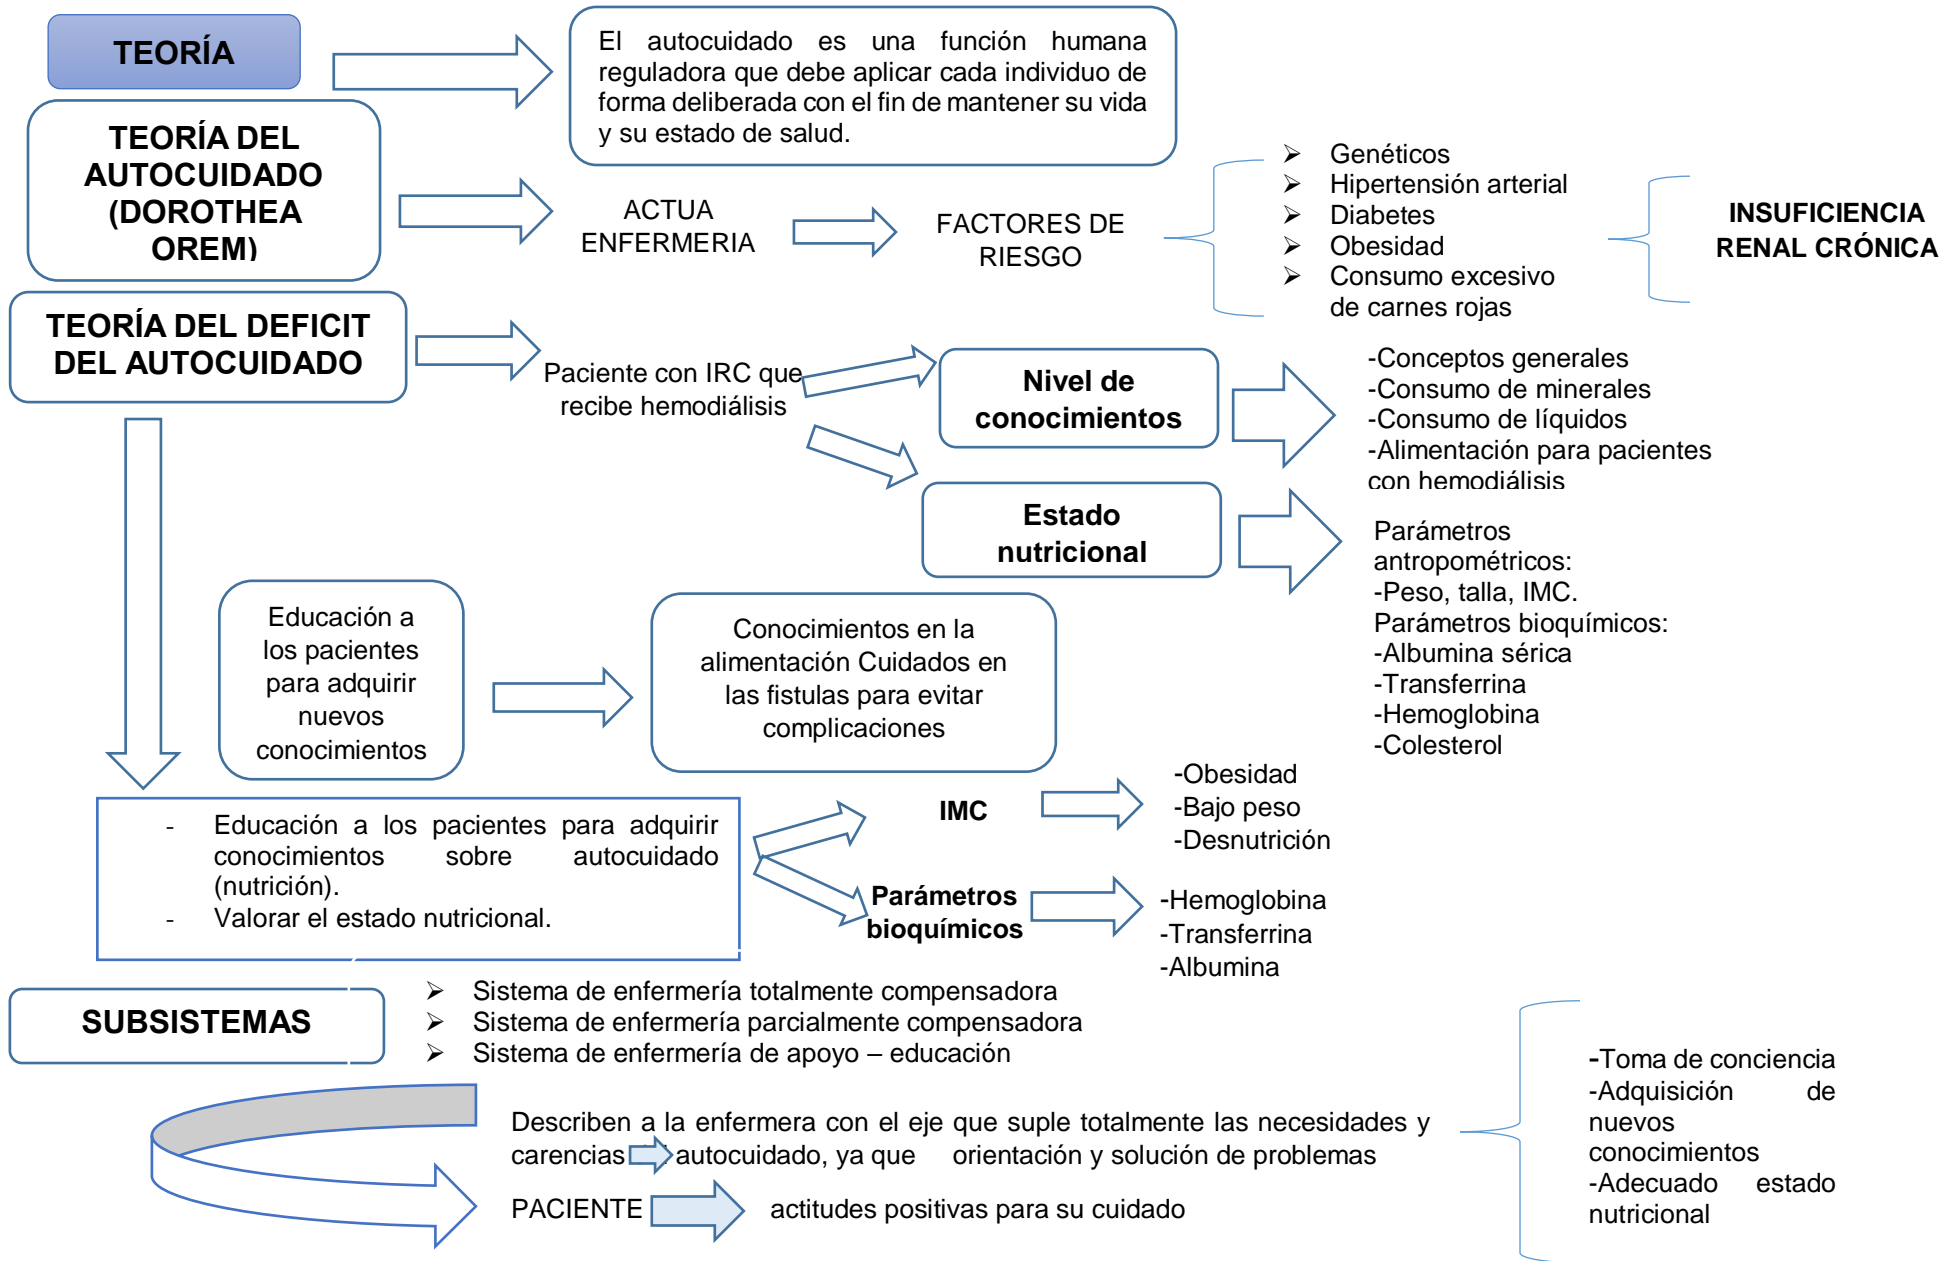 TEORÍA
El autocuidado es una función humana
reguladora que debe aplicar cada individuo de
forma deliberada con el fin de mantener su vida
y su estado de salud.
TEORÍA DEL
AUTOCUIDADO
(DOROTHEA
OREM)
ACTUA
ENFERMERIA
FACTORES DE
RIESGO
➢ Genéticos
➢ Hipertensión arterial
➢ Diabetes
➢ Obesidad
➢ Consumo excesivo
de carnes rojas
INSUFICIENCIA
RENAL CRÓNICA
TEORÍA DEL DEFICIT
DEL AUTOCUIDADO
Paciente con IRC que
recibe hemodiálisis
Nivel de
conocimientos
-Conceptos generales
-Consumo de minerales
-Consumo de líquidos
-Alimentación para pacientes
con hemodiálisis
Estado
nutricional
Parámetros
antropométricos:
-Peso, talla, IMC.
Parámetros bioquímicos:
-Albumina sérica
-Transferrina
-Hemoglobina
-Colesterol
Educación a
los pacientes
para adquirir
nuevos
conocimientos
Conocimientos en la
alimentación Cuidados en
las fistulas para evitar
complicaciones
- Educación a los pacientes para adquirir
conocimientos sobre autocuidado
(nutrición).
- Valorar el estado nutricional.
IMC
-Obesidad
-Bajo peso
-Desnutrición
Parámetros
bioquímicos
-Hemoglobina
-Transferrina
-Albumina
SUBSISTEMAS
➢ Sistema de enfermería totalmente compensadora
➢ Sistema de enfermería parcialmente compensadora
➢ Sistema de enfermería de apoyo – educación
Describen a la enfermera con el eje que suple totalmente las necesidades y
carencias autocuidado, ya que orientación y solución de problemas
PACIENTE actitudes positivas para su cuidado
-Toma de conciencia
-Adquisición de
nuevos
conocimientos
-Adecuado estado
nutricional